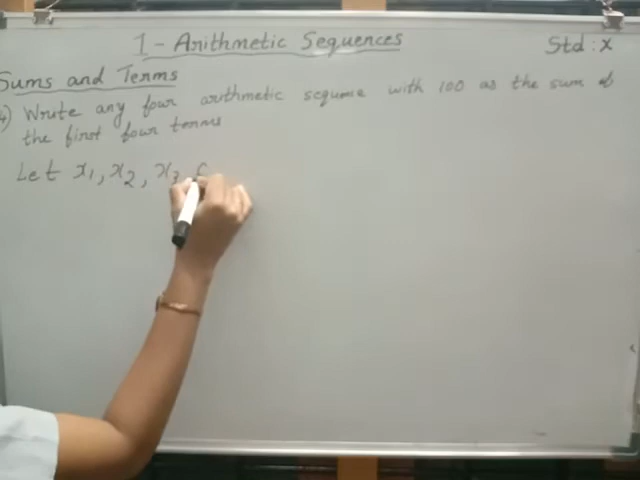 1 - Arithmetic Sequences
Std : X
Sums and Terms
4) Write any four arithmetic sequence with 100 as the sum of
the first four terms
Let x1, x2, x3,